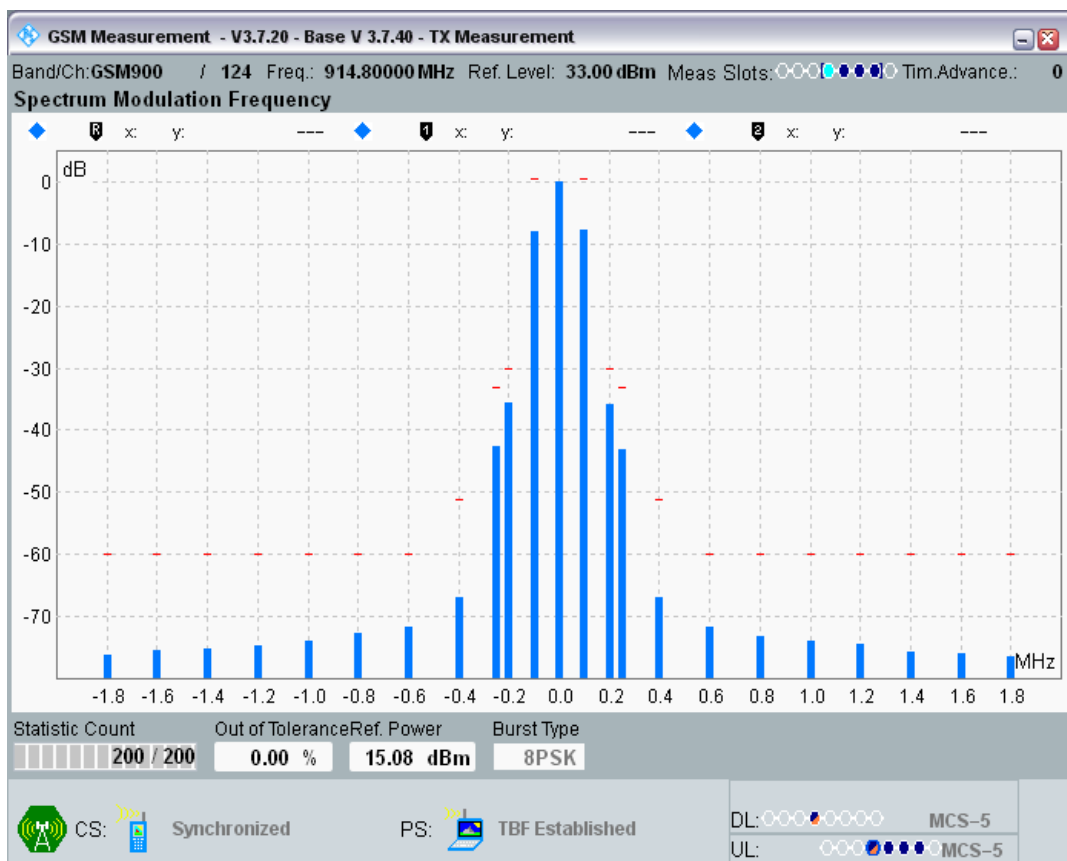 GSM Measurement - V3.7.20 - Base V 3.7.40 - TX Measurement
Band/Ch:GSM900 / 124 Freq.: 914.80000 MHz Ref. Level: 33.00 dBm Meas Slots: Tim.Advance.: 0
Spectrum Modulation Frequency
R x: y: --- 1 x: y: --- 2 x: y: ---
dB
0
-10
-20
-30
-40
-50
-60
-70
MHz
-1.8 -1.6 -1.4 -1.2 -1.0 -0.8 -0.6 -0.4 -0.2 0.0 0.2 0.4 0.6 0.8 1.0 1.2 1.4 1.6 1.8
Statistic Count Out of Tolerance Ref. Power Burst Type
200 / 200 0.00 % 15.08 dBm 8PSK
CS: Synchronized PS: TBF Established
DL: MCS-5
UL: MCS-5